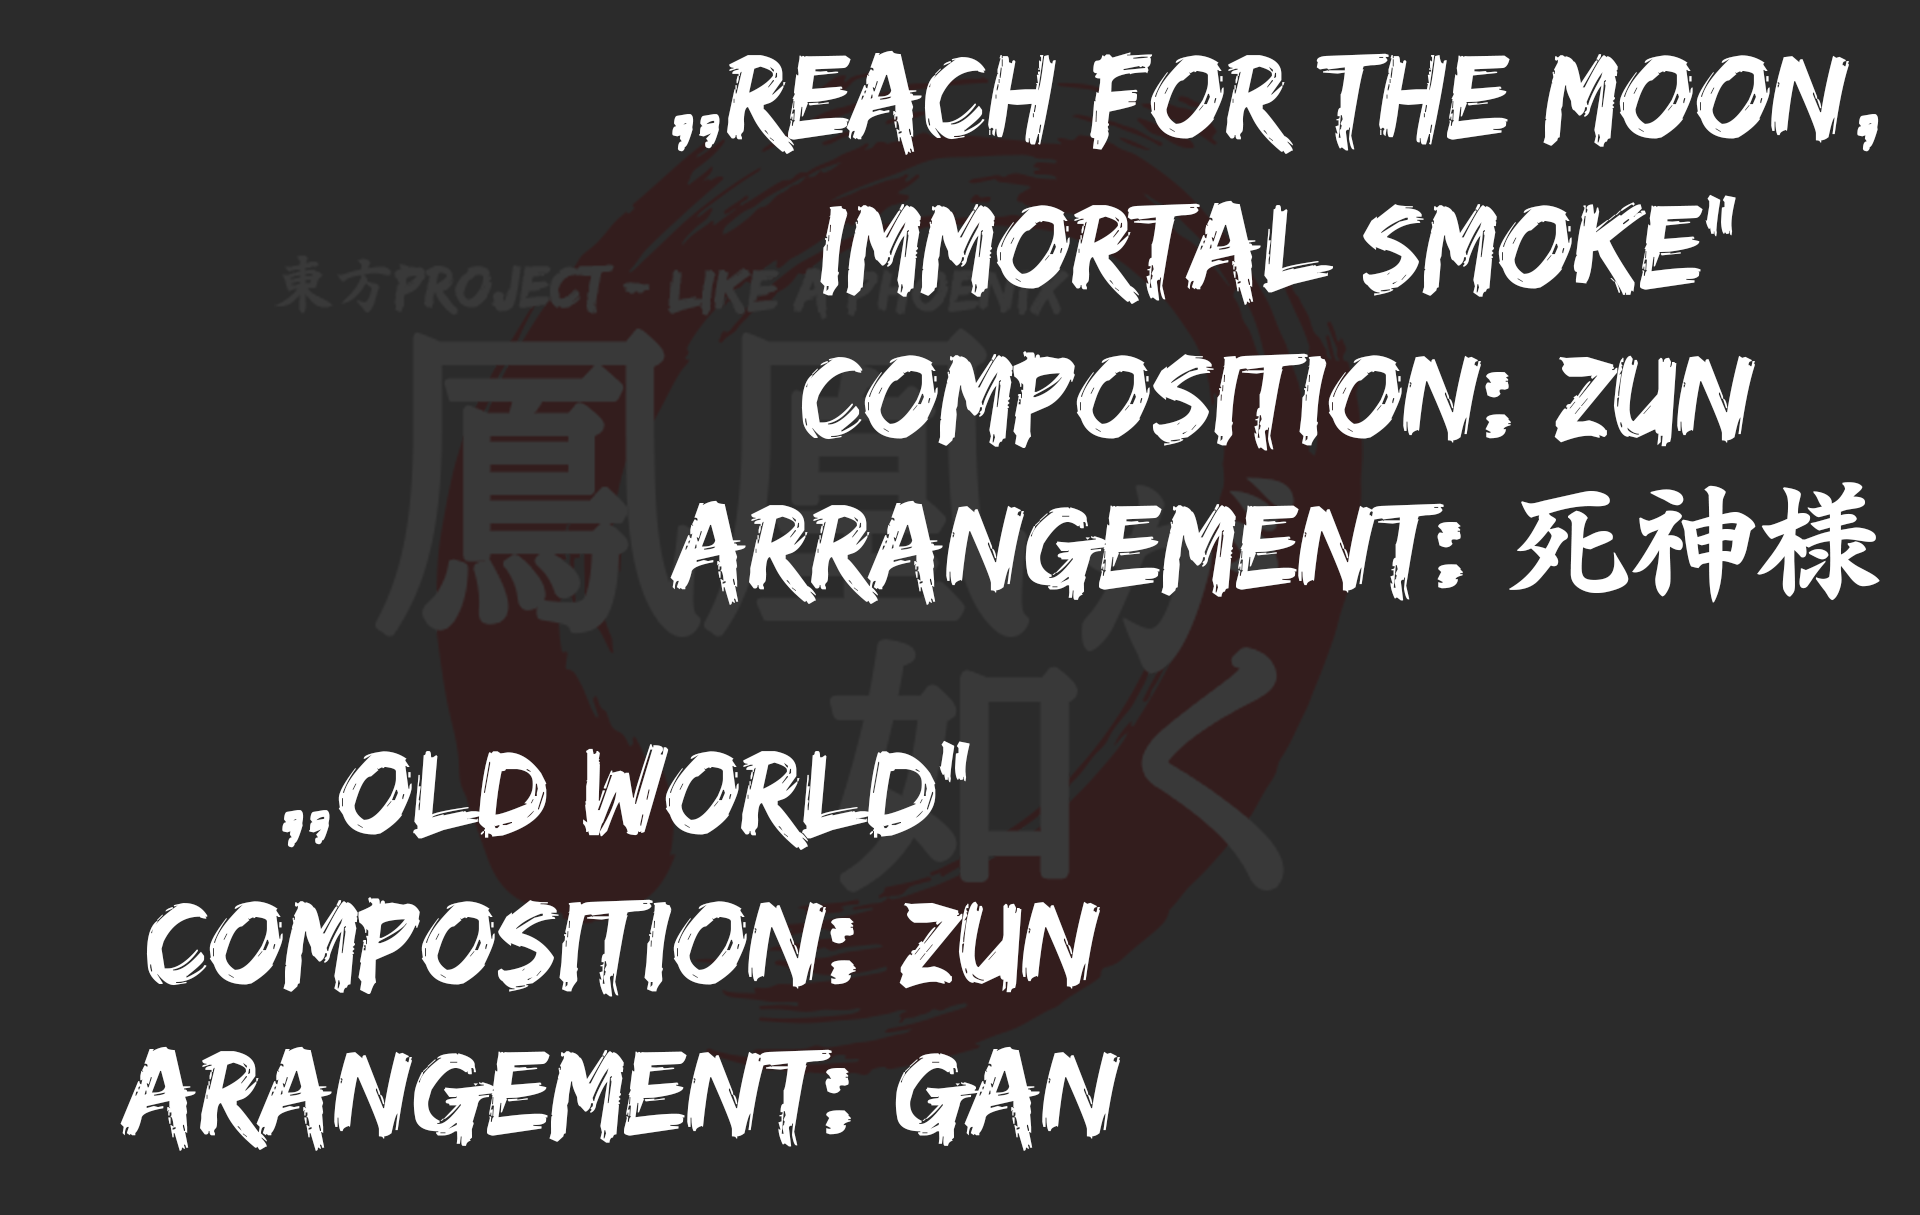 „REACH FOR THE MOON,
IMMORTAL SMOKE"
東方PROJECT - LIKE A PHOENIX
鳳凰が
如く
COMPOSITION: ZUN
ARRANGEMENT: 死神様
„OLD WORLD"
COMPOSITION: ZUN
ARANGEMENT: GAN